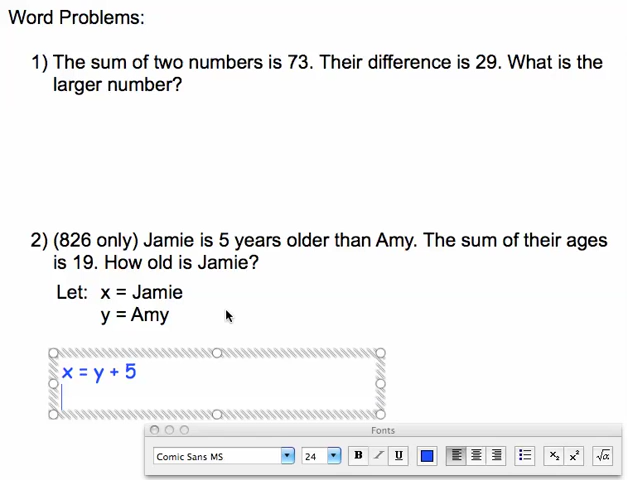 Word Problems:
1) The sum of two numbers is 73. Their difference is 29. What is the
larger number?
2) (826 only) Jamie is 5 years older than Amy. The sum of their ages
is 19. How old is Jamie?
Let: x = Jamie
y = Amy
x = y + 5
Fonts
Comic Sans MS 24 B I U X₂ X² √α